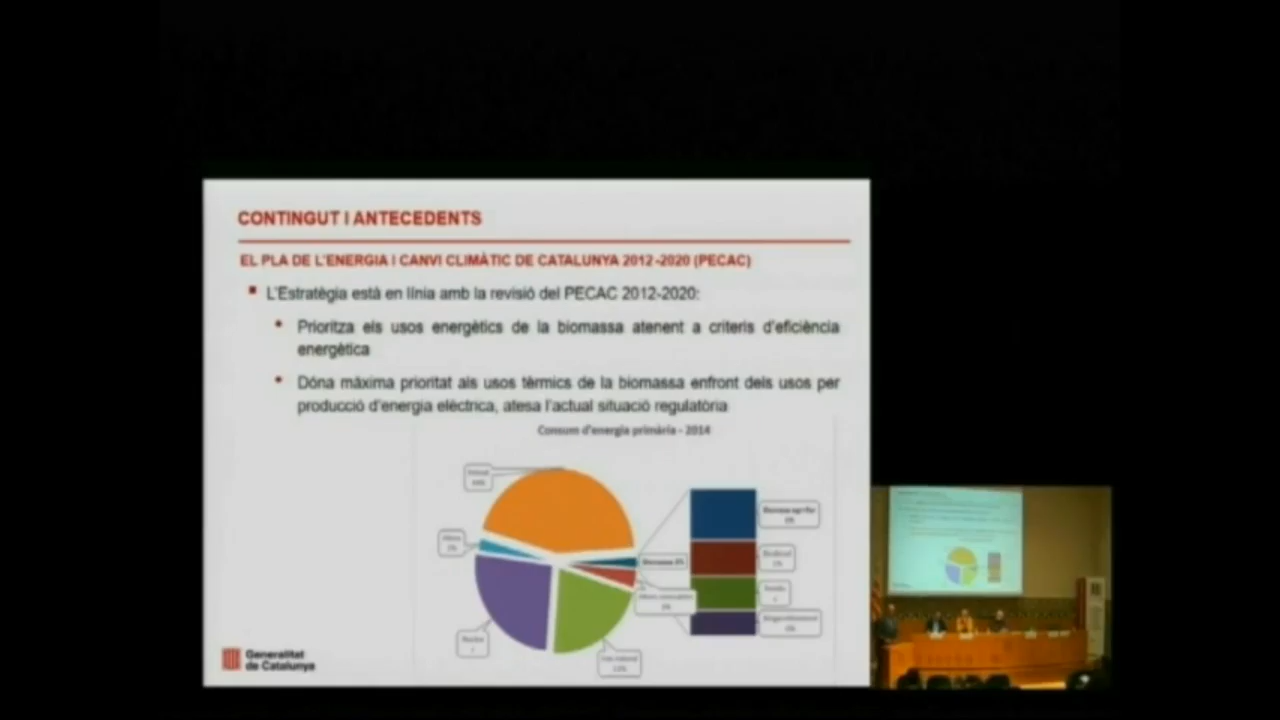 CONTINGUT I ANTECEDENTS
EL PLA DE L'ENERGIA I CANVI CLIMÀTIC DE CATALUNYA 2012-2020 (PECAC)
L'Estratègia està en línia amb la revisió del PECAC 2012-2020:
Prioritza els usos energètics de la biomassa atenent a criteris d'eficiència
energètica
Dóna màxima prioritat als usos tèrmics de la biomassa enfront dels usos per
producció d'energia elèctrica, atesa l'actual situació regulatòria
Consum d'energia primària - 2014
Generalitat
de Catalunya